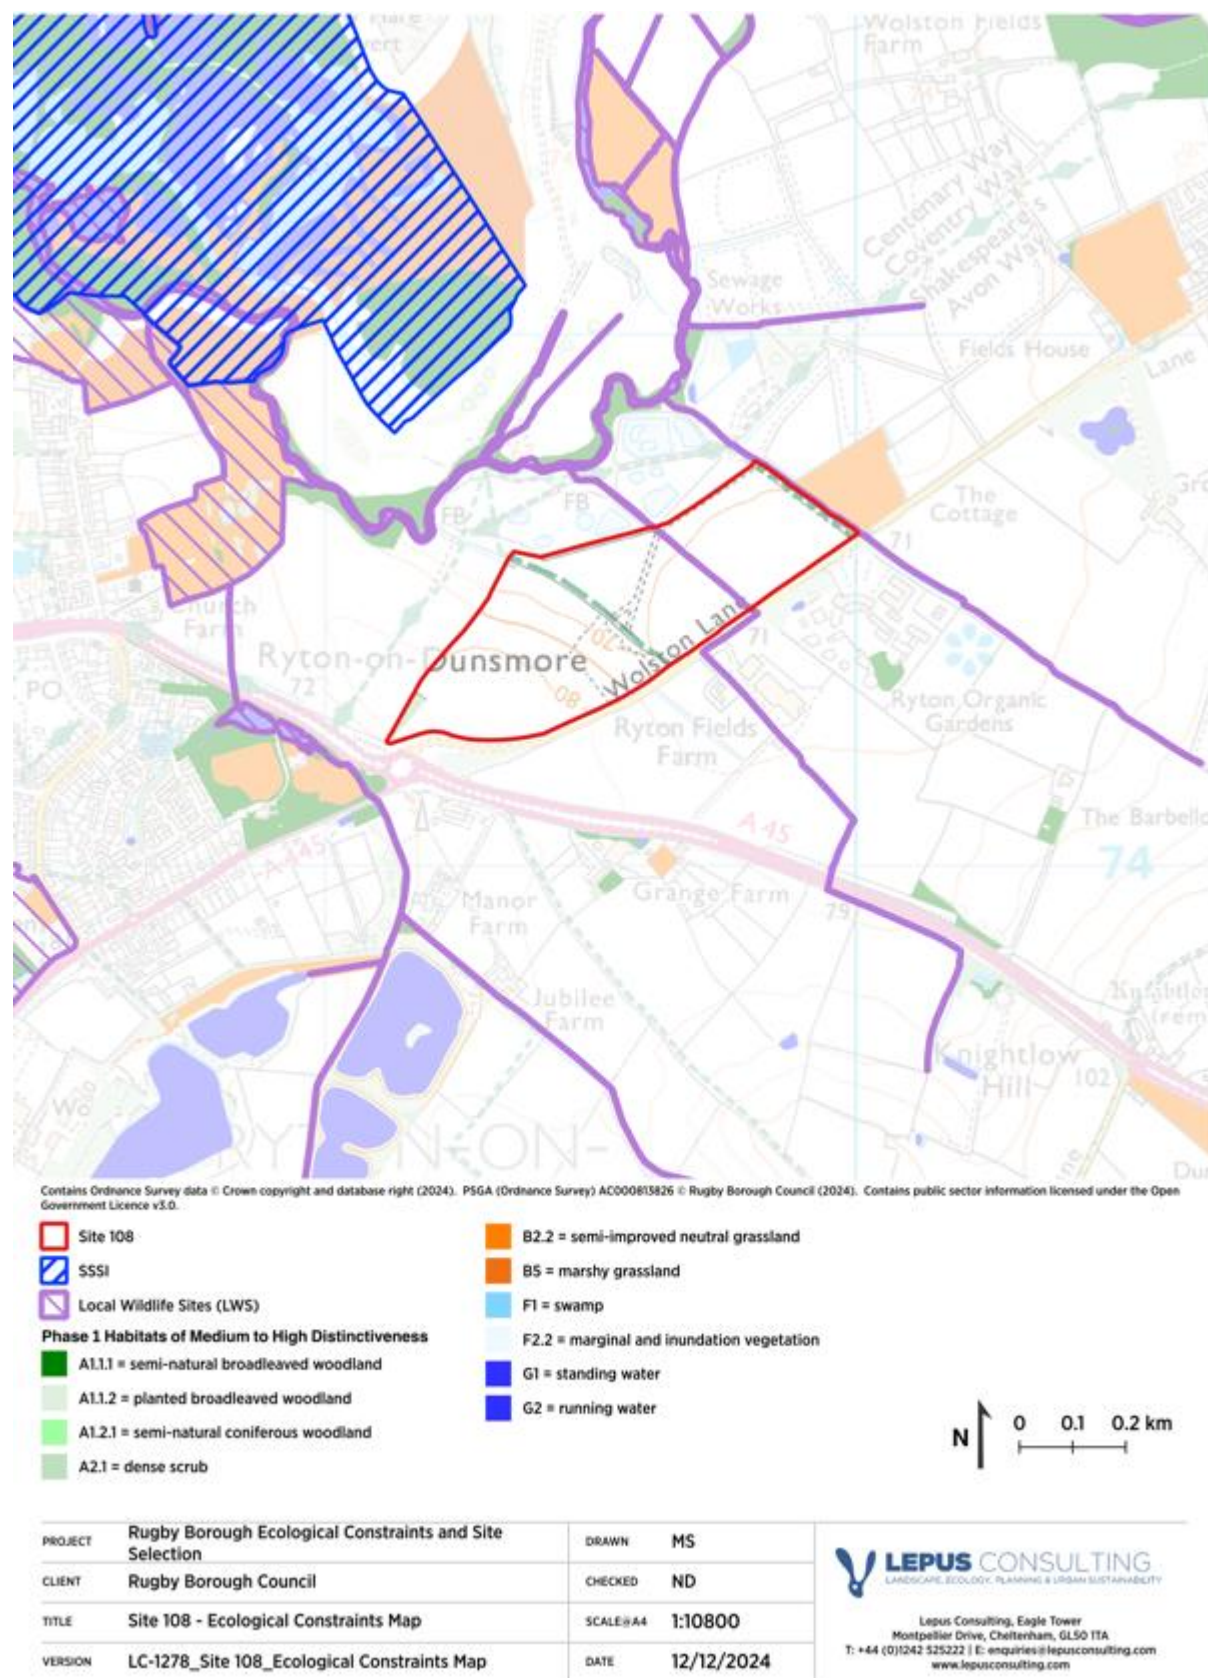 Wolston Fields
Farm
Centenary Way
Coventry Way
Shakespeare's
Avon Way
Sewage
Works
Fields House
Lane
The
Cottage
FB
FB
71
Church
Farm
Ryton-on-Dunsmore
PO
72
70
80
Wolston Lane
71
Ryton Fields
Farm
Ryton Organic
Gardens
A45
The Barbello
74
A445
Grange Farm
Manor
Farm
79
Jubilee
Farm
Knightlow
Hill
102
Contains Ordnance Survey data © Crown copyright and database right (2024). PSGA (Ordnance Survey) AC000813826 © Rugby Borough Council (2024). Contains public sector information licensed under the Open
Government Licence v3.0.
Site 108
SSSI
Local Wildlife Sites (LWS)
Phase 1 Habitats of Medium to High Distinctiveness
A1.1.1 = semi-natural broadleaved woodland
A1.1.2 = planted broadleaved woodland
A1.2.1 = semi-natural coniferous woodland
A2.1 = dense scrub
B2.2 = semi-improved neutral grassland
B5 = marshy grassland
F1 = swamp
F2.2 = marginal and inundation vegetation
G1 = standing water
G2 = running water
N
0 0.1 0.2 km
PROJECT Rugby Borough Ecological Constraints and Site
Selection
CLIENT Rugby Borough Council
TITLE Site 108 - Ecological Constraints Map
VERSION LC-1278_Site 108_Ecological Constraints Map
DRAWN MS
CHECKED ND
SCALE@A4 1:10800
DATE 12/12/2024
LEPUS CONSULTING
LANDSCAPE, ECOLOGY, PLANNING & URBAN SUSTAINABILITY
Lepus Consulting, Eagle Tower
Montpellier Drive, Cheltenham, GL50 1TA
T: +44 (0)1242 525222 | E: enquiries@lepusconsulting.com
www.lepusconsulting.com